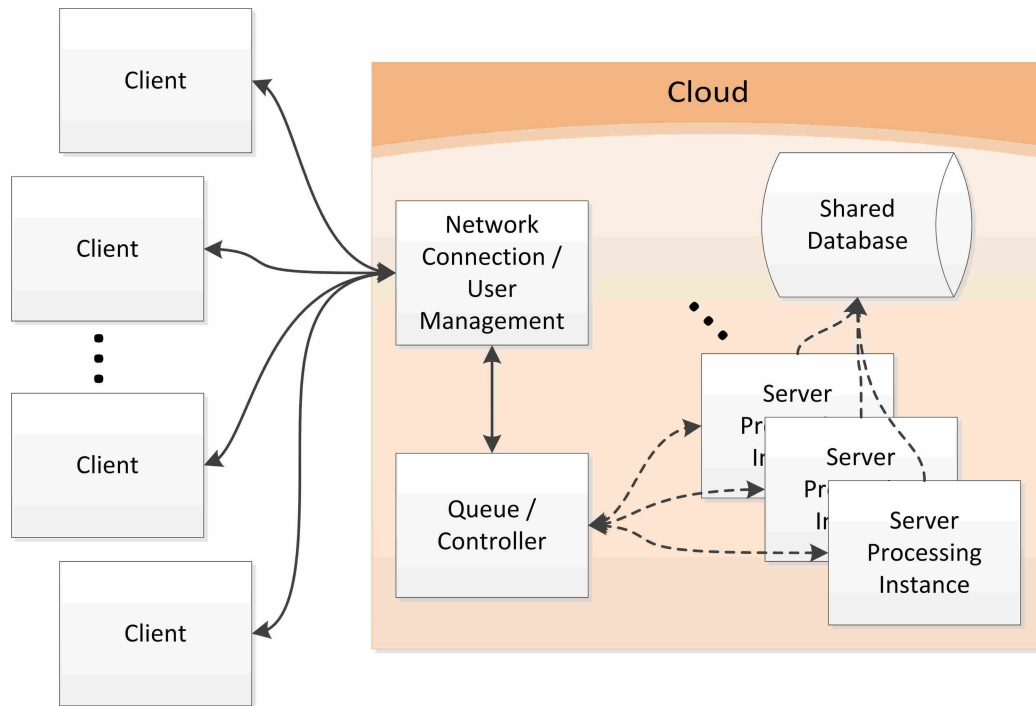 Client
Client
Client
Client
Cloud
Network
Connection /
User
Management
Queue /
Controller
Shared
Database
Server
Server
Server
Processing
Instance